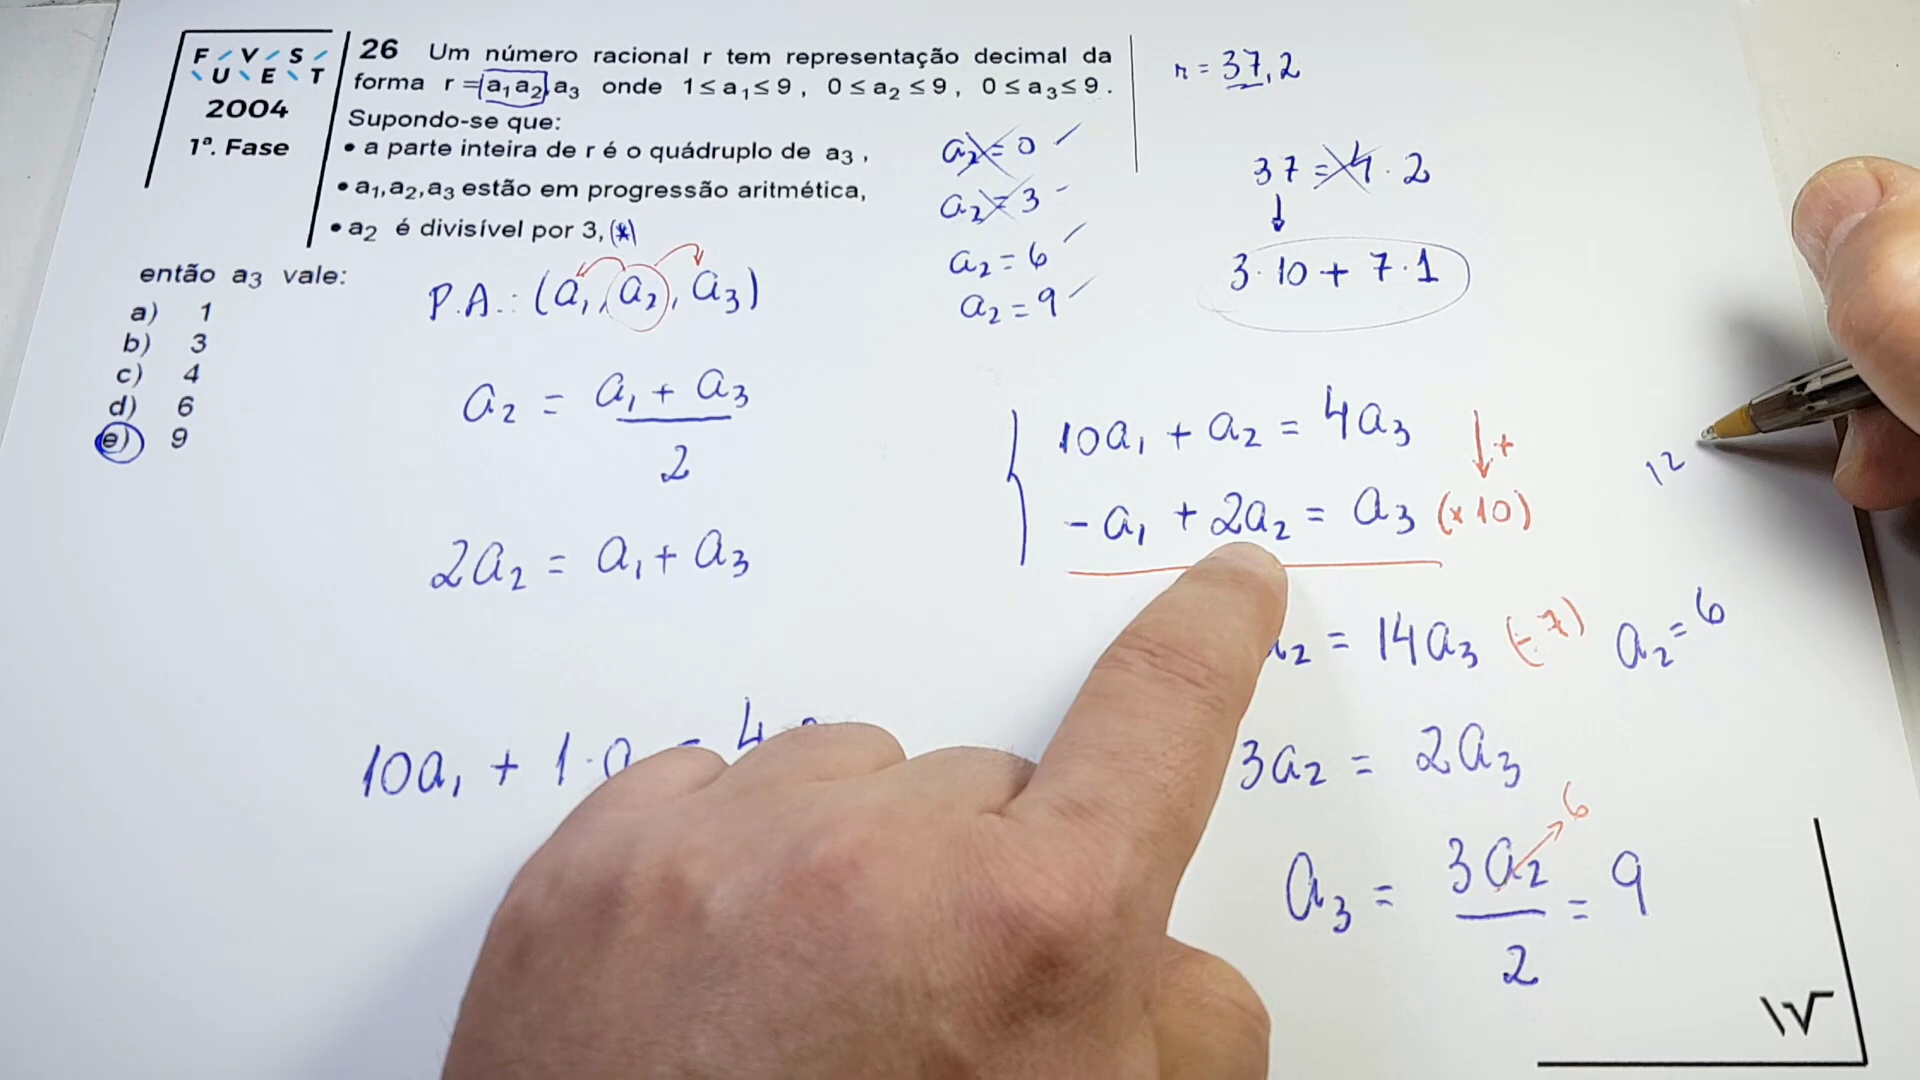 F V S
U E T
2004
1ª. Fase
26 Um número racional r tem representação decimal da
forma r = a₁a₂,a₃ onde 1 ≤ a₁ ≤ 9, 0 ≤ a₂ ≤ 9, 0 ≤ a₃ ≤ 9.
Supondo-se que:
• a parte inteira de r é o quádruplo de a₃,
• a₁,a₂,a₃ estão em progressão aritmética,
• a₂ é divisível por 3, (*)
então a₃ vale:
a) 1
b) 3
c) 4
d) 6
e) 9
P.A.: (a₁, a₂, a₃)
a₂ = (a₁ + a₃)/2
2a₂ = a₁ + a₃
10a₁ + 1·a = 4
a₂ = 0
a₂ = 3
a₂ = 6
a₂ = 9
r = 37,2
37 = 4·2
3·10 + 7·1
10a₁ + a₂ = 4a₃ +
-a₁ + 2a₂ = a₃ (×10)
12
a₂ = 14a₃ (÷7) a₂ = 6
3a₂ = 2a₃
6
a₃ = 3a₂/2 = 9